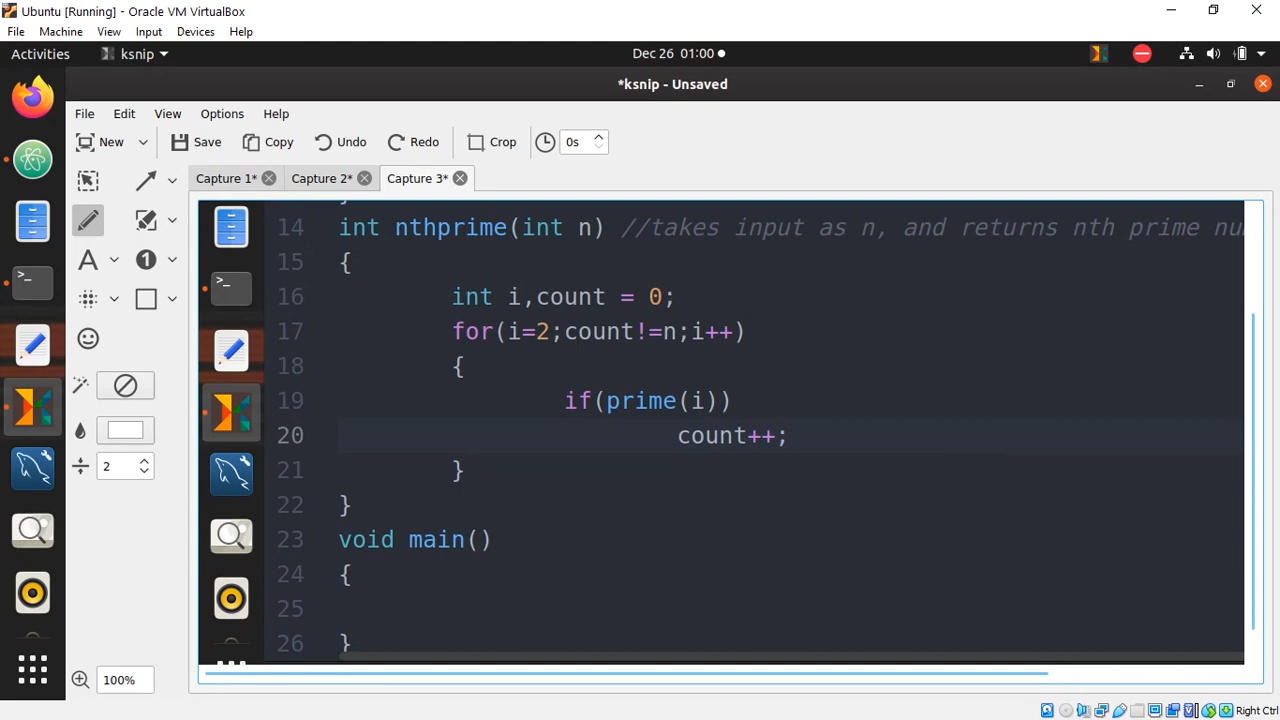 Ubuntu [Running] - Oracle VM VirtualBox
File Machine View Input Devices Help
Activities ksnip Dec 26 01:00
*ksnip - Unsaved
File Edit View Options Help
New Save Copy Undo Redo Crop 0s
Capture 1* Capture 2* Capture 3*
14 int nthprime(int n) //takes input as n, and returns nth prime nu
15 {
16 int i,count = 0;
17 for(i=2;count!=n;i++)
18 {
19 if(prime(i))
20 count++;
21 }
22 }
23 void main()
24 {
25
26 }
A 1
2
100%
Right Ctrl